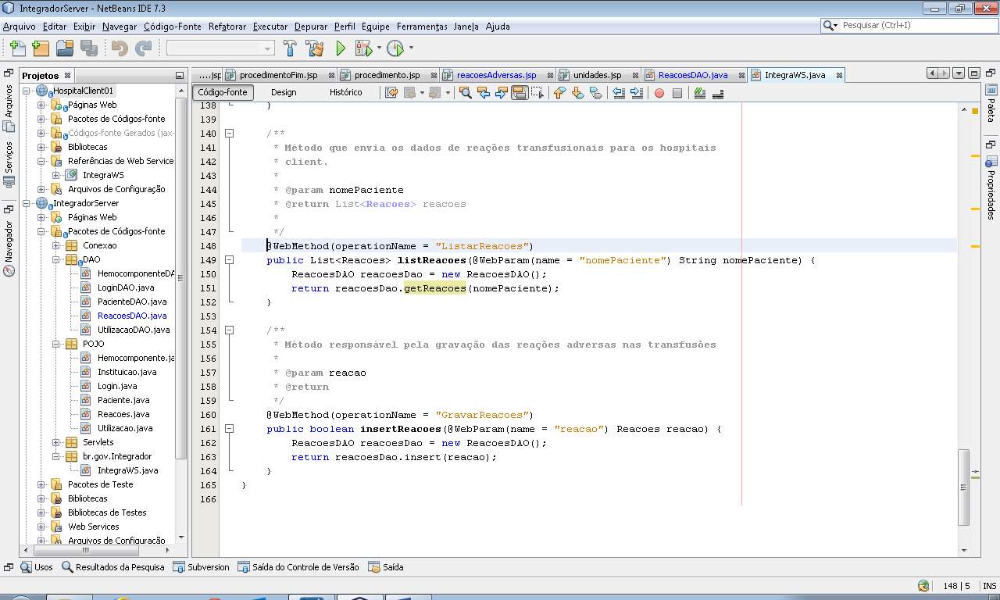 IntegradorServer - NetBeans IDE 7.3
Arquivo Editar Exibir Navegar Código-Fonte Refatorar Executar Depurar Perfil Equipe Ferramentas Janela Ajuda
Pesquisar (Ctrl+I)
Projetos
....jsp procedimentoFim.jsp procedimento.jsp reacoesAdversas.jsp unidades.jsp ReacoesDAO.java IntegraWS.java
Código-fonte Design Histórico
Arquivos
Serviços
Navegador
HospitalClient01
Páginas Web
Pacotes de Códigos-fonte
Códigos-fonte Gerados (jax-
Bibliotecas
Referências de Web Service
IntegraWS
Arquivos de Configuração
IntegradorServer
Páginas Web
Pacotes de Códigos-fonte
Conexao
DAO
HemocomponenteDA
LoginDAO.java
PacienteDAO.java
ReacoesDAO.java
UtilizacaoDAO.java
POJO
Hemocomponente.ja
Instituicao.java
Login.java
Paciente.java
Reacoes.java
Utilizacao.java
Servlets
br.gov.Integrador
IntegraWS.java
Pacotes de Teste
Bibliotecas
Bibliotecas de Testes
Web Services
Arquivos de Configuração
138 }
139
140 /**
141 * Método que envia os dados de reações transfusionais para os hospitais
142 * client.
143 *
144 * @param nomePaciente
145 * @return List<Reacoes> reacoes
146 *
147 */
148 @WebMethod(operationName = "ListarReacoes")
149 public List<Reacoes> listReacoes(@WebParam(name = "nomePaciente") String nomePaciente) {
150 ReacoesDAO reacoesDao = new ReacoesDAO();
151 return reacoesDao.getReacoes(nomePaciente);
152 }
153
154 /**
155 * Método responsável pela gravação das reações adversas nas transfusões
156 *
157 * @param reacao
158 * @return
159 */
160 @WebMethod(operationName = "GravarReacoes")
161 public boolean insertReacoes(@WebParam(name = "reacao") Reacoes reacao) {
162 ReacoesDAO reacoesDao = new ReacoesDAO();
163 return reacoesDao.insert(reacao);
164 }
165 }
166
Paleta
Propriedades
Usos Resultados da Pesquisa Subversion Saída do Controle de Versão Saída
148 | 5 INS